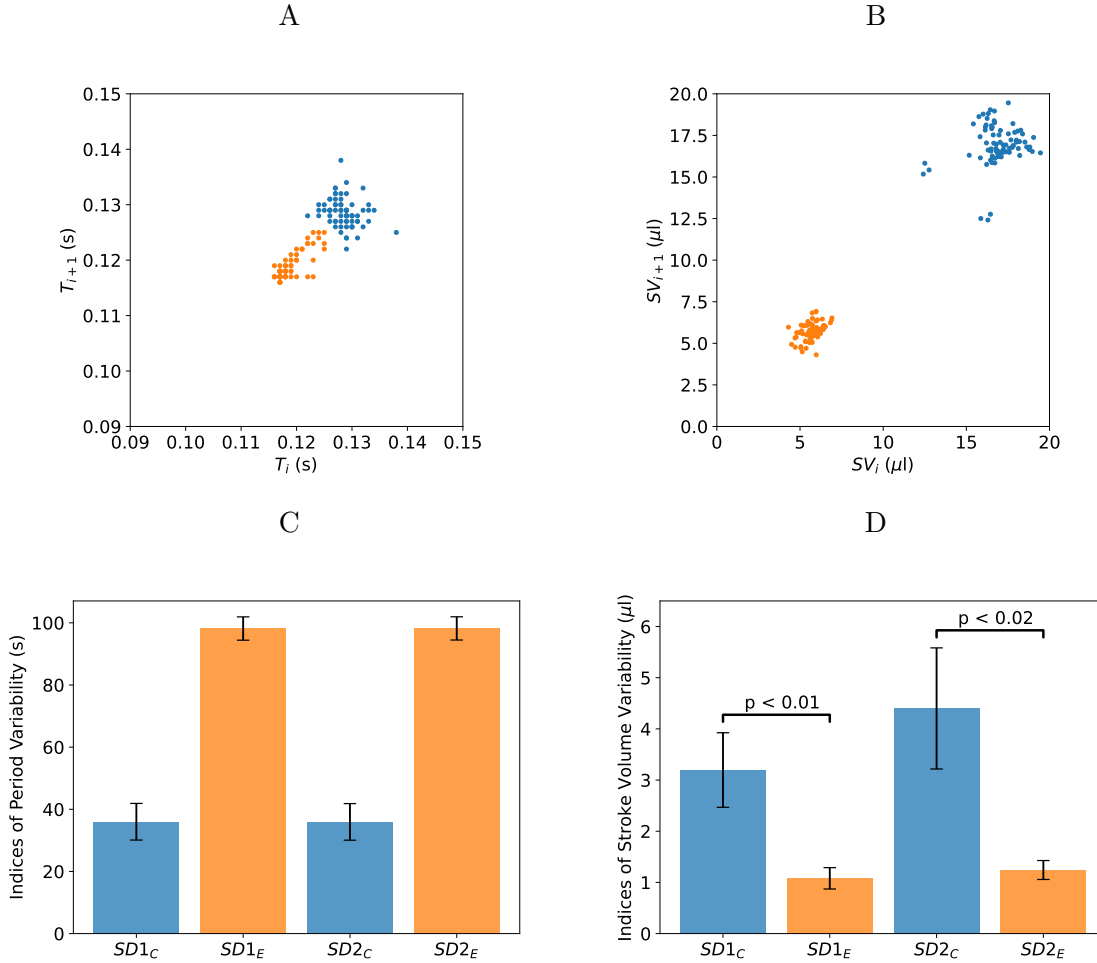 A
0.15
0.14
0.13
0.12
0.11
0.10
0.09
T_{i+1} (s)
0.09 0.10 0.11 0.12 0.13 0.14 0.15
T_i (s)
B
20.0
17.5
15.0
12.5
10.0
7.5
5.0
2.5
0.0
SV_{i+1} (μl)
0 5 10 15 20
SV_i (μl)
C
100
80
60
40
20
0
Indices of Period Variability (s)
SD1_C SD1_E SD2_C SD2_E
D
6
5
4
3
2
1
0
Indices of Stroke Volume Variability (μl)
p < 0.01
p < 0.02
SD1_C SD1_E SD2_C SD2_E